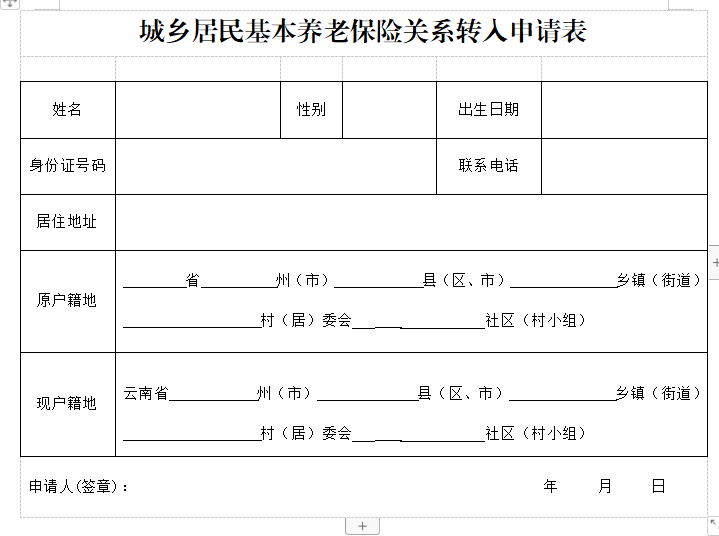 城乡居民基本养老保险关系转入申请表
姓名 性别 出生日期
身份证号码 联系电话
居住地址
原户籍地
________省__________州（市）___________县（区、市）_____________乡镇（街道）
_________________村（居）委会_________________社区（村小组）
现户籍地
云南省___________州（市）_____________县（区、市）_____________乡镇（街道）
_________________村（居）委会_________________社区（村小组）
申请人(签章)： 年 月 日